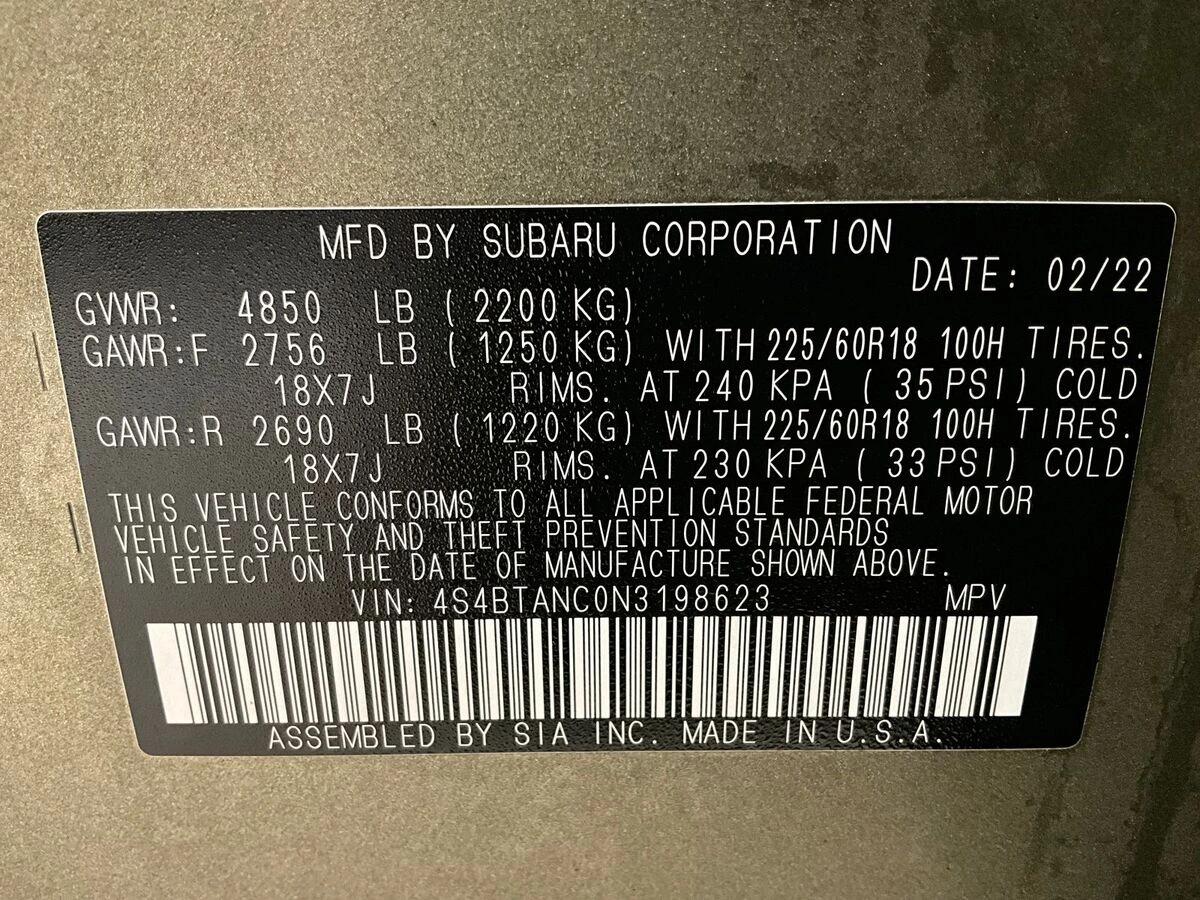 MFD BY SUBARU CORPORATION
DATE: 02/22
GVWR: 4850 LB ( 2200 KG)
GAWR:F 2756 LB ( 1250 KG) WITH 225/60R18 100H TIRES.
18X7J RIMS. AT 240 KPA ( 35 PSI) COLD
GAWR:R 2690 LB ( 1220 KG) WITH 225/60R18 100H TIRES.
18X7J RIMS. AT 230 KPA ( 33 PSI) COLD
THIS VEHICLE CONFORMS TO ALL APPLICABLE FEDERAL MOTOR
VEHICLE SAFETY AND THEFT PREVENTION STANDARDS
IN EFFECT ON THE DATE OF MANUFACTURE SHOWN ABOVE.
VIN: 4S4BTANC0N3198623 MPV
ASSEMBLED BY SIA INC. MADE IN U.S.A.